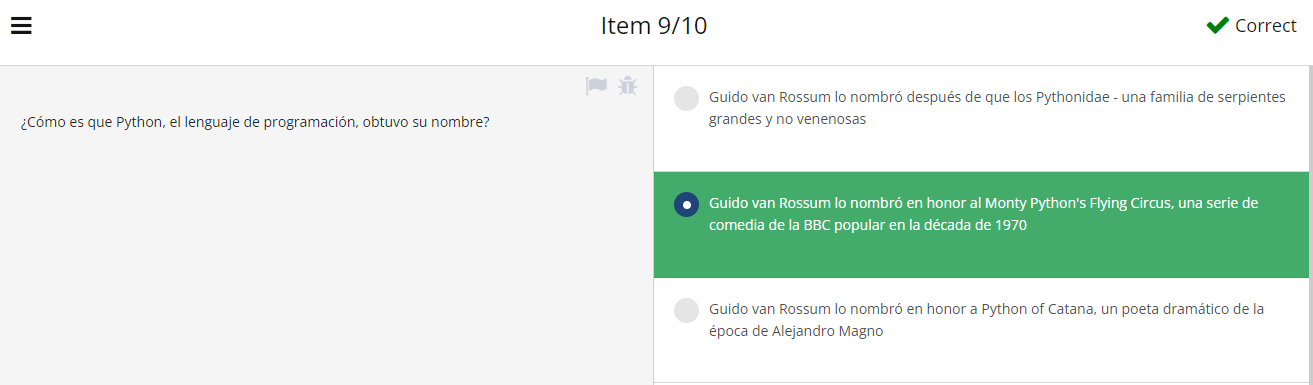 Item 9/10
Correct
¿Cómo es que Python, el lenguaje de programación, obtuvo su nombre?
Guido van Rossum lo nombró después de que los Pythonidae - una familia de serpientes
grandes y no venenosas
Guido van Rossum lo nombró en honor al Monty Python's Flying Circus, una serie de
comedia de la BBC popular en la década de 1970
Guido van Rossum lo nombró en honor a Python of Catana, un poeta dramático de la
época de Alejandro Magno